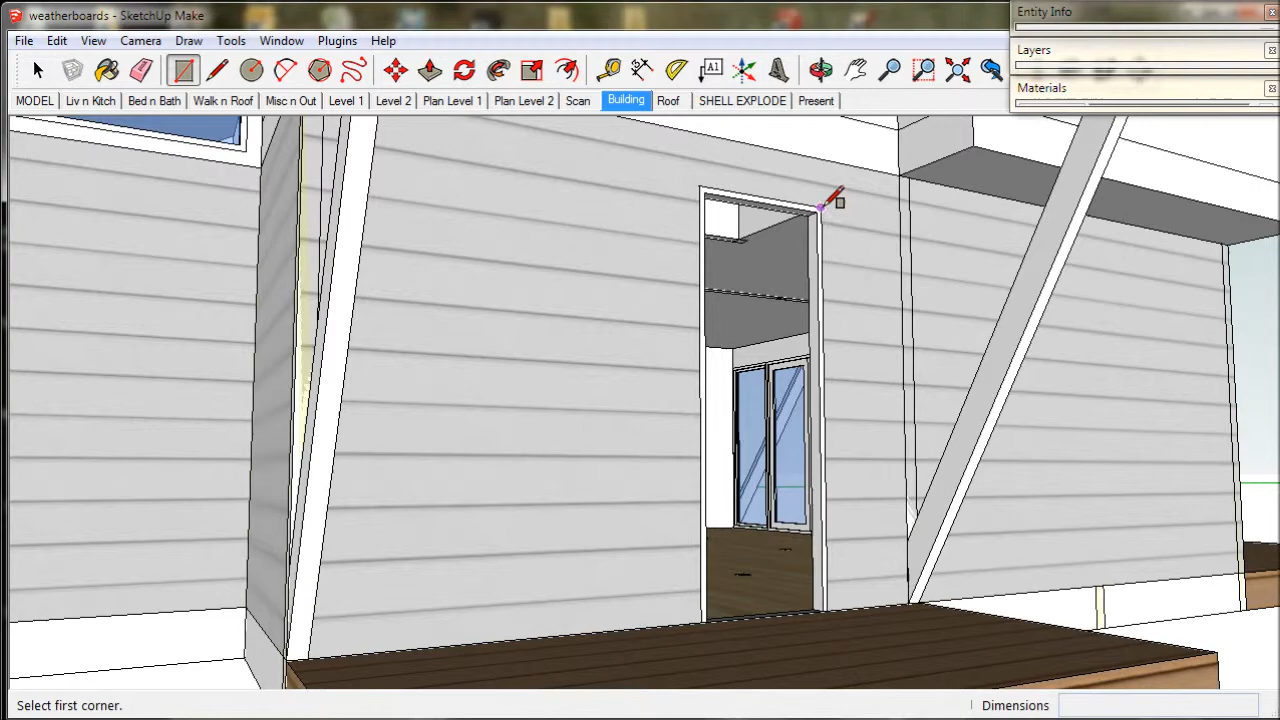 weatherboards - SketchUp Make
Entity Info
File Edit View Camera Draw Tools Window Plugins Help
Layers
A1
Materials
MODEL Liv n Kitch Bed n Bath Walk n Roof Misc n Out Level 1 Level 2 Plan Level 1 Plan Level 2 Scan Building Roof SHELL EXPLODE Present
Select first corner. Dimensions